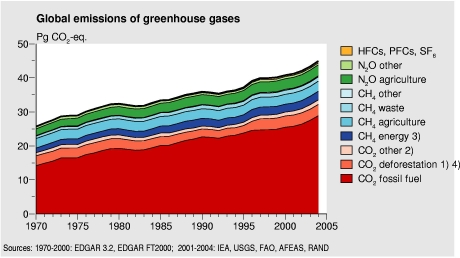 Global emissions of greenhouse gases
Pg CO₂-eq.
50
40
30
20
10
0
1970 1975 1980 1985 1990 1995 2000 2005
HFCs, PFCs, SF₆
N₂O other
N₂O agriculture
CH₄ other
CH₄ waste
CH₄ agriculture
CH₄ energy 3)
CO₂ other 2)
CO₂ deforestation 1) 4)
CO₂ fossil fuel
Sources: 1970-2000: EDGAR 3.2, EDGAR FT2000; 2001-2004: IEA, USGS, FAO, AFEAS, RAND